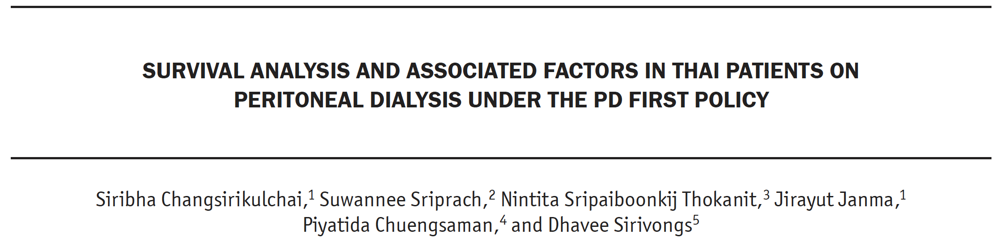 SURVIVAL ANALYSIS AND ASSOCIATED FACTORS IN THAI PATIENTS ON
PERITONEAL DIALYSIS UNDER THE PD FIRST POLICY
Siribha Changsirikulchai,¹ Suwannee Sriprach,² Nintita Sripaiboonkij Thokanit,³ Jirayut Janma,¹
Piyatida Chuengsaman,⁴ and Dhavee Sirivongs⁵